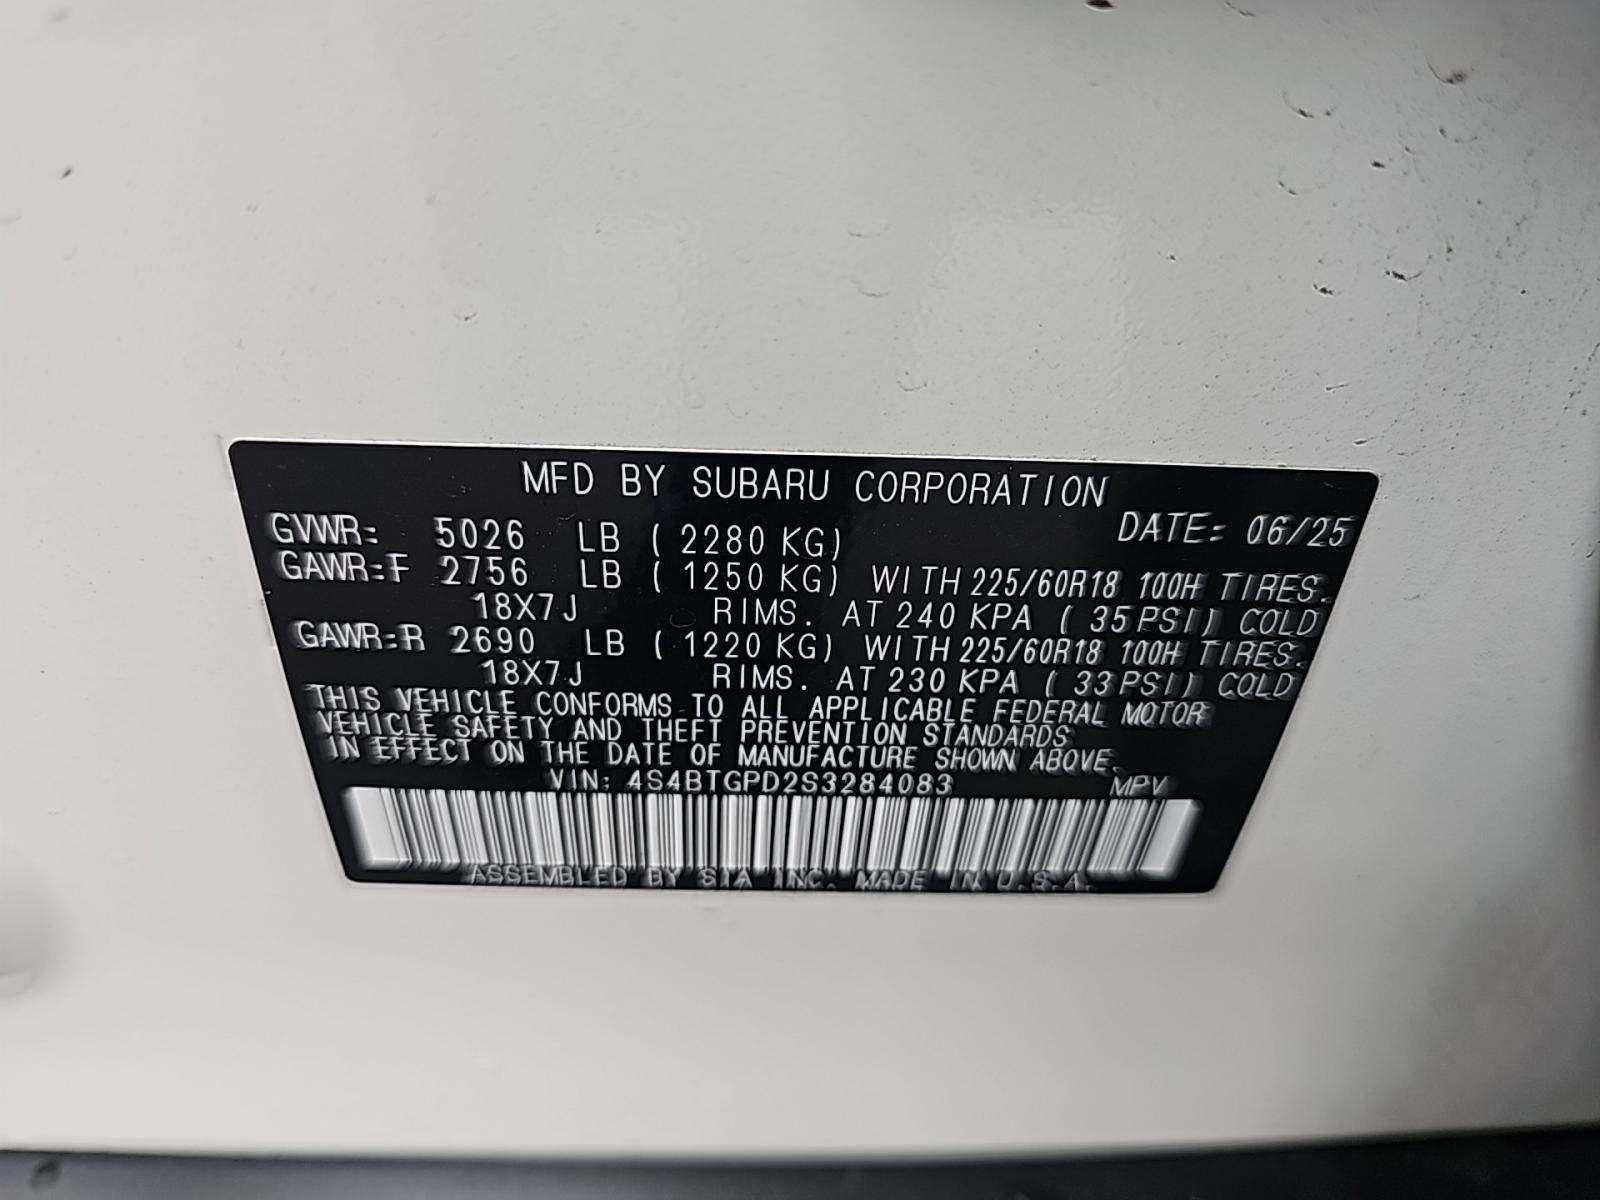 MFD BY SUBARU CORPORATION
DATE: 06/25
GVWR: 5026 LB ( 2280 KG)
GAWR:F 2756 LB ( 1250 KG) WITH 225/60R18 100H TIRES.
18X7J RIMS. AT 240 KPA ( 35 PSI) COLD
GAWR:R 2690 LB ( 1220 KG) WITH 225/60R18 100H TIRES.
18X7J RIMS. AT 230 KPA ( 33 PSI) COLD
THIS VEHICLE CONFORMS TO ALL APPLICABLE FEDERAL MOTOR
VEHICLE SAFETY AND THEFT PREVENTION STANDARDS
IN EFFECT ON THE DATE OF MANUFACTURE SHOWN ABOVE.
VIN: 4S4BTGPD2S3284083 MPV
ASSEMBLED BY SIA INC. MADE IN U.S.A.